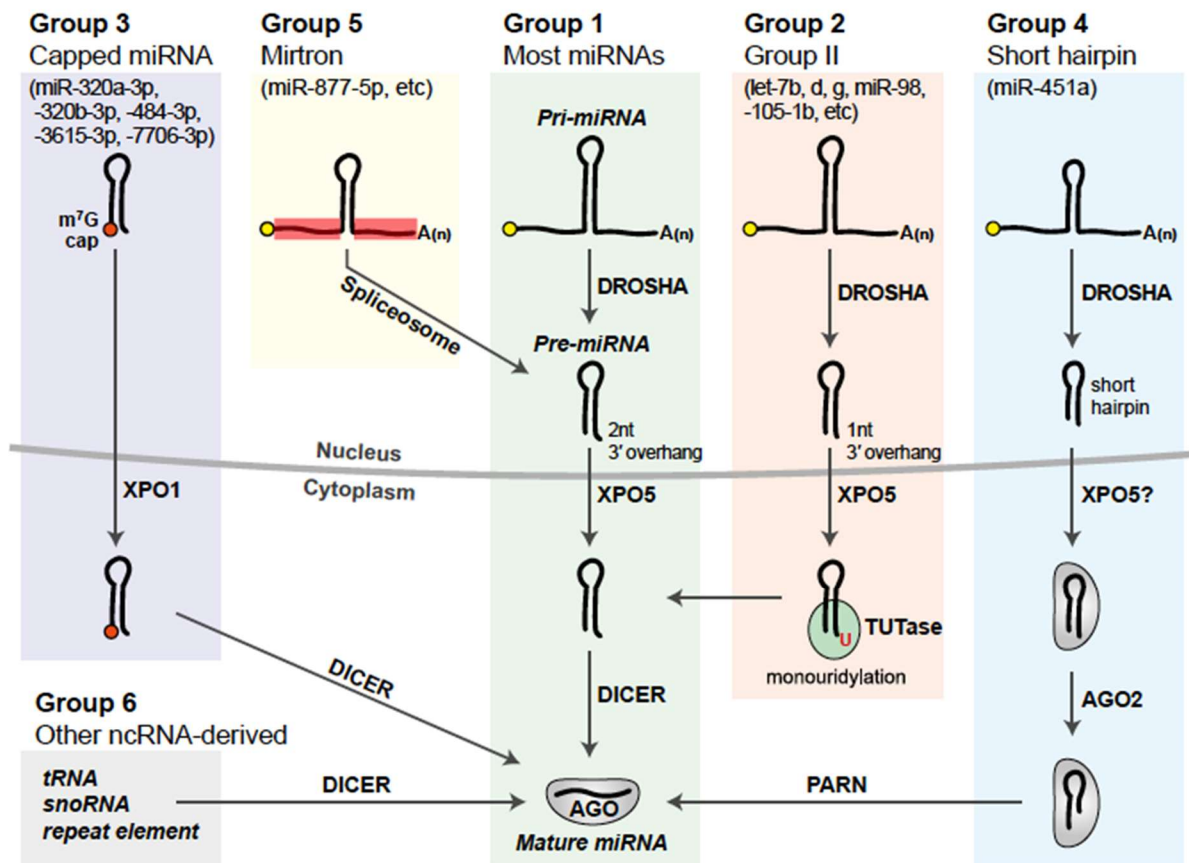 Group 3
Capped miRNA
(miR-320a-3p,
-320b-3p, -484-3p,
-3615-3p, -7706-3p)
m⁷G
cap
XPO1
DICER
Group 5
Mirtron
(miR-877-5p, etc)
A(n)
Spliceosome
Group 1
Most miRNAs
Pri-miRNA
A(n)
DROSHA
Pre-miRNA
2nt
3′ overhang
Nucleus
Cytoplasm
XPO5
DICER
AGO
Mature miRNA
Group 2
Group II
(let-7b, d, g, miR-98,
-105-1b, etc)
A(n)
DROSHA
1nt
3′ overhang
XPO5
U
TUTase
monouridylation
Group 4
Short hairpin
(miR-451a)
A(n)
DROSHA
short
hairpin
XPO5?
AGO2
PARN
Group 6
Other ncRNA-derived
tRNA
snoRNA
repeat element
DICER